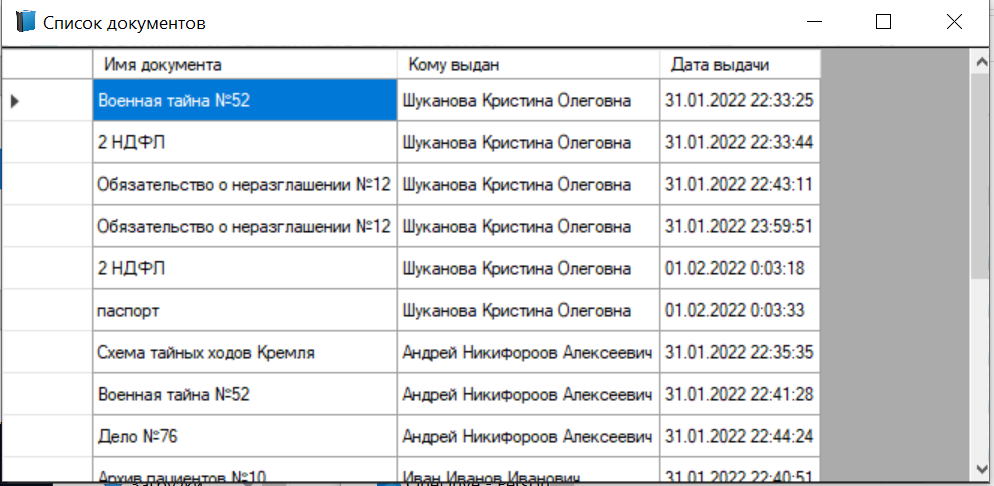 Список документов
Имя документа Кому выдан Дата выдачи
Военная тайна №52 Шуканова Кристина Олеговна 31.01.2022 22:33:25
2 НДФЛ Шуканова Кристина Олеговна 31.01.2022 22:33:44
Обязательство о неразглашении №12 Шуканова Кристина Олеговна 31.01.2022 22:43:11
Обязательство о неразглашении №12 Шуканова Кристина Олеговна 31.01.2022 23:59:51
2 НДФЛ Шуканова Кристина Олеговна 01.02.2022 0:03:18
паспорт Шуканова Кристина Олеговна 01.02.2022 0:03:33
Схема тайных ходов Кремля Андрей Никифороов Алексеевич 31.01.2022 22:35:35
Военная тайна №52 Андрей Никифороов Алексеевич 31.01.2022 22:41:28
Дело №76 Андрей Никифороов Алексеевич 31.01.2022 22:44:24
Архив пациентов №10 Иван Иванов Иванович 31.01.2022 22:40:51